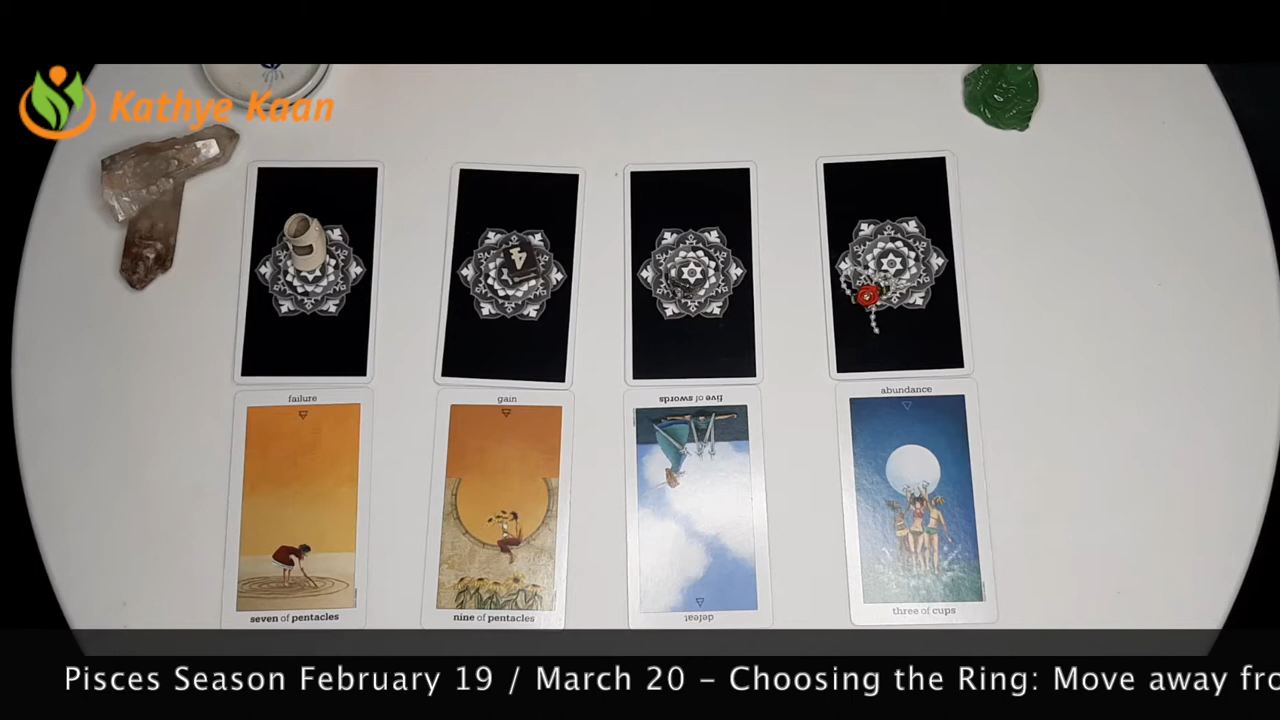 Kathye Kaan
failure
gain
five of swords
abundance
seven of pentacles
nine of pentacles
defeat
three of cups
Pisces Season February 19 / March 20 - Choosing the Ring: Move away fro